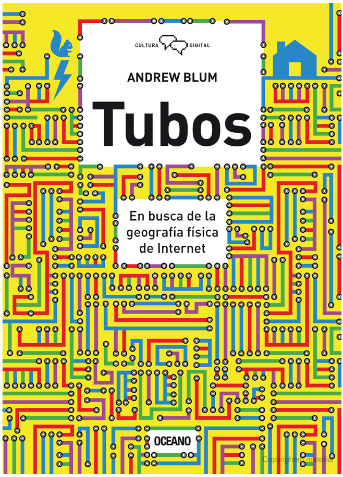 CULTURA DIGITAL
ANDREW BLUM
Tubos
En busca de la
geografía física
de Internet
OCEANO